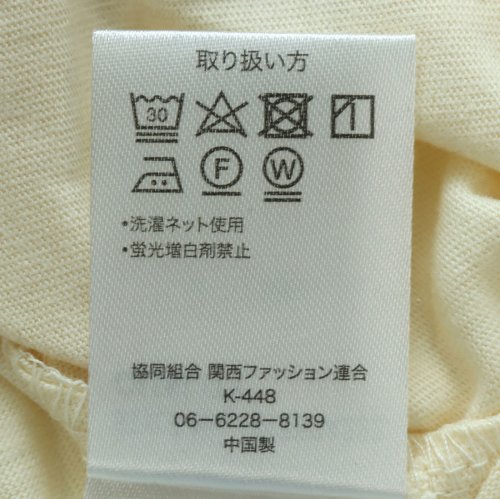 取り扱い方
30
F W
・洗濯ネット使用
・蛍光増白剤禁止
協同組合 関西ファッション連合
K-448
06-6228-8139
中国製